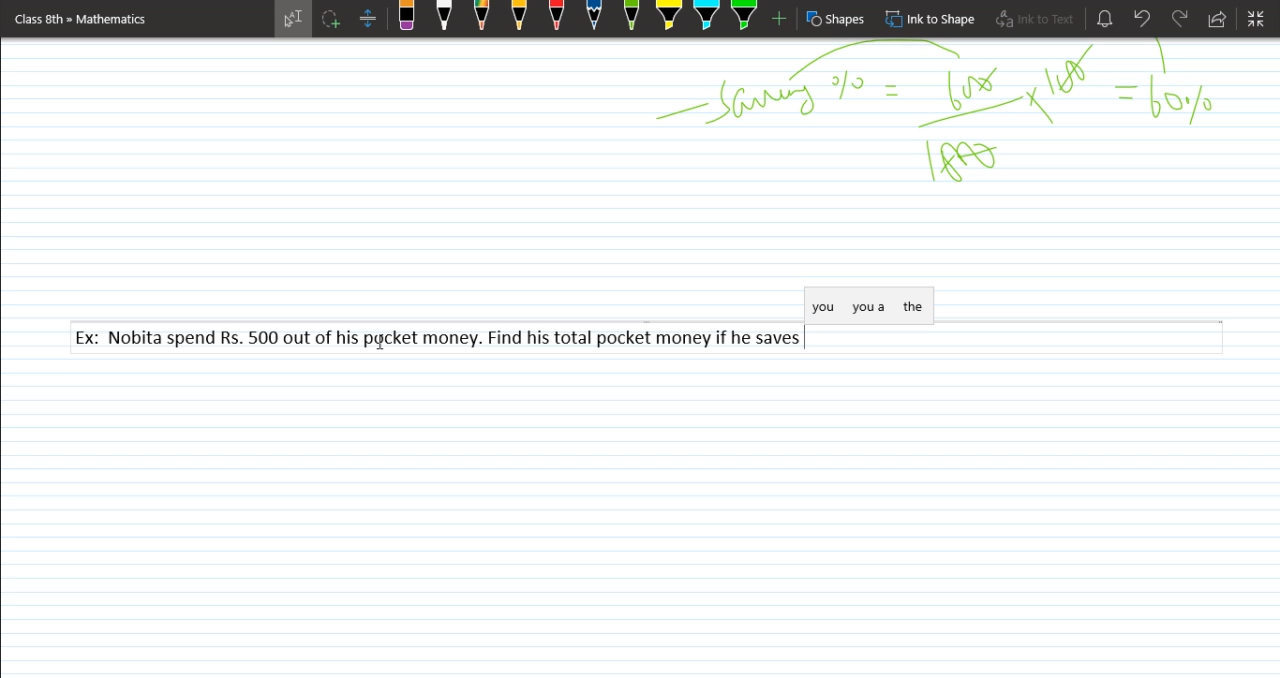 Class 8th » Mathematics
Shapes
Ink to Shape
Ink to Text
Saving % = 600/1000 × 100 = 60%
you you a the
Ex: Nobita spend Rs. 500 out of his pocket money. Find his total pocket money if he saves